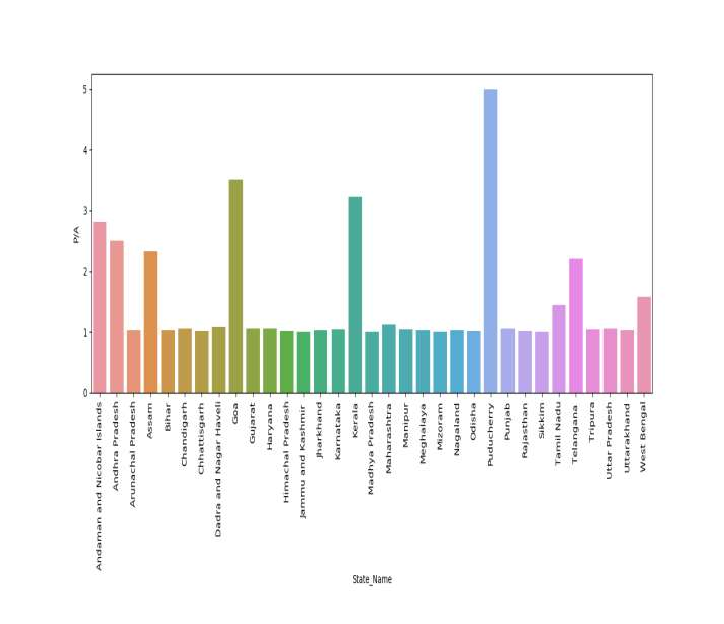 5
4
3
2
1
0
P/A
Andaman and Nicobar Islands
Andhra Pradesh
Arunachal Pradesh
Assam
Bihar
Chandigarh
Chhattisgarh
Dadra and Nagar Haveli
Goa
Gujarat
Haryana
Himachal Pradesh
Jammu and Kashmir
Jharkhand
Karnataka
Kerala
Madhya Pradesh
Maharashtra
Manipur
Meghalaya
Mizoram
Nagaland
Odisha
Puducherry
Punjab
Rajasthan
Sikkim
Tamil Nadu
Telangana
Tripura
Uttar Pradesh
Uttarakhand
West Bengal
State_Name